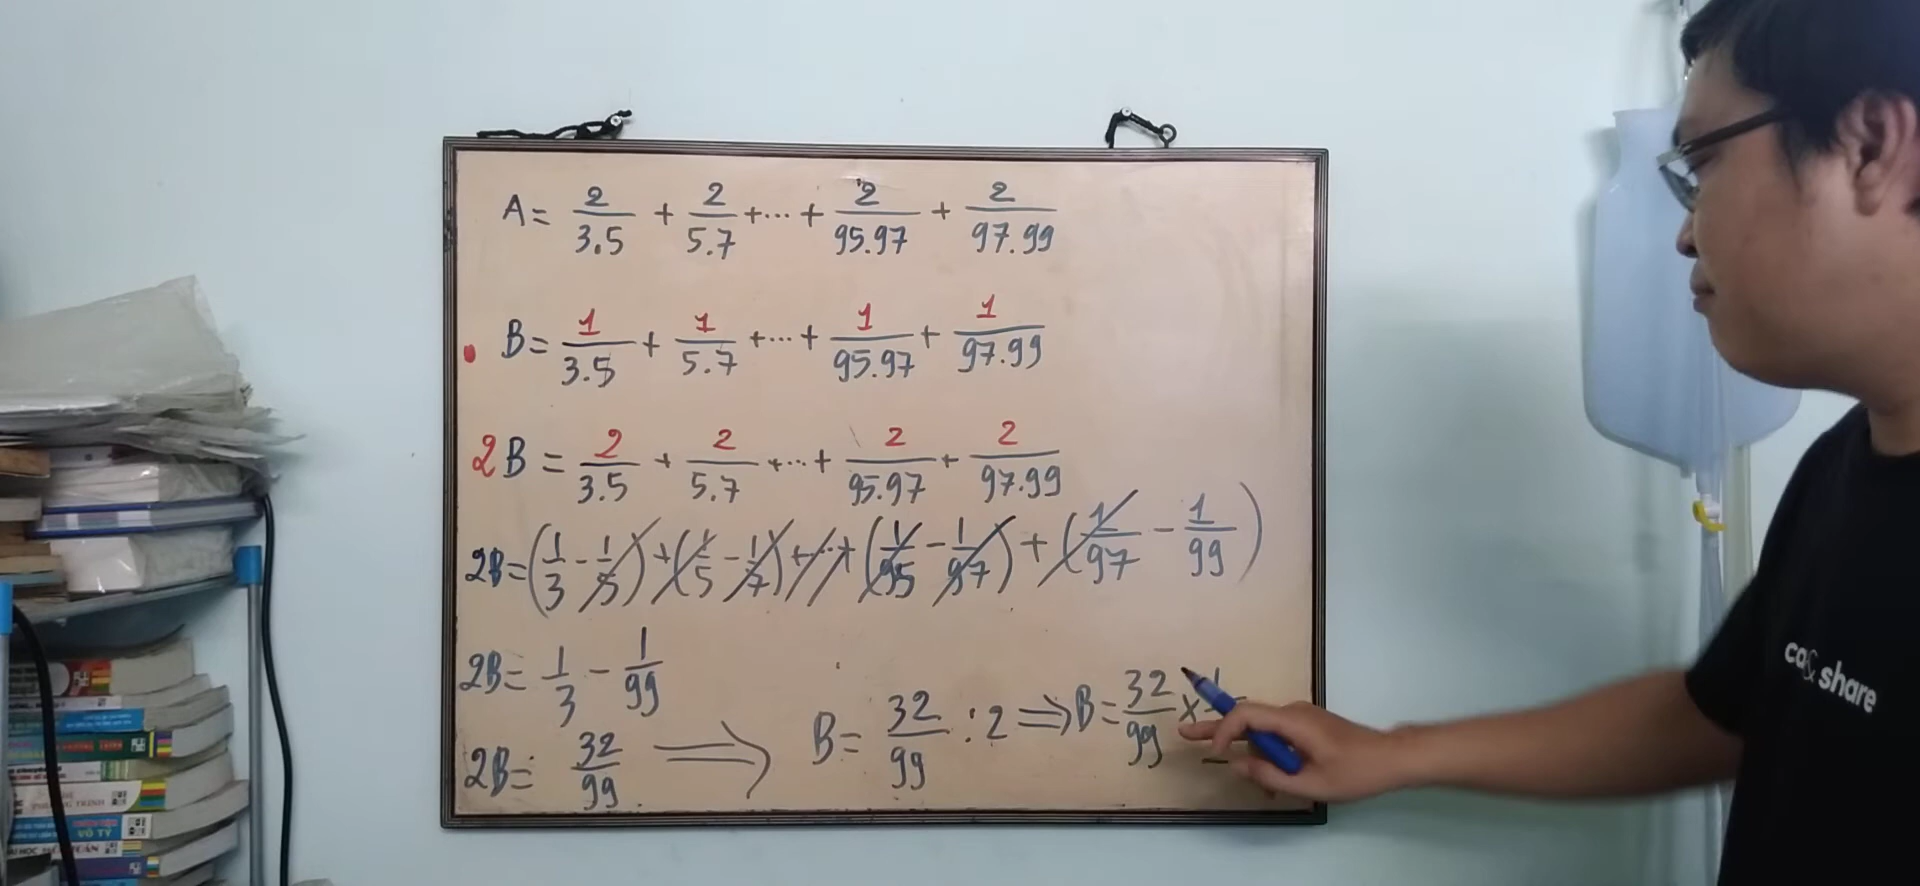 A = 2/3.5 + 2/5.7 + ... + 2/95.97 + 2/97.99
B = 1/3.5 + 1/5.7 + ... + 1/95.97 + 1/97.99
2B = 2/3.5 + 2/5.7 + ... + 2/95.97 + 2/97.99
2B = (1/3 - 1/5) + (1/5 - 1/7) + ... + (1/95 - 1/97) + (1/97 - 1/99)
2B = 1/3 - 1/99
2B = 32/99 ⟹ B = 32/99 : 2 ⟹ B = 32/99 × 1
& share
VÔ TỶ